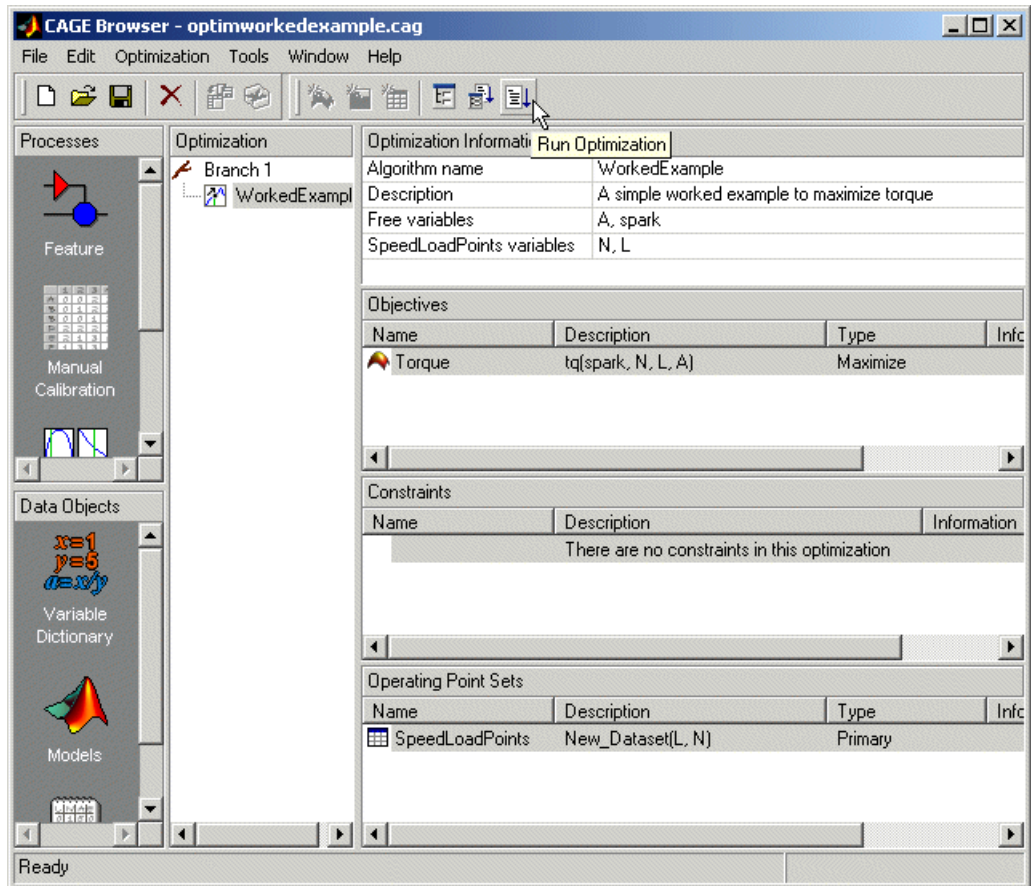 CAGE Browser - optimworkedexample.cag
File Edit Optimization Tools Window Help
Run Optimization
Processes
Feature
Manual
Calibration
Data Objects
x=1
y=5
a=x/y
Variable
Dictionary
Models
Optimization
Branch 1
WorkedExampl
Optimization Informati
Algorithm name WorkedExample
Description A simple worked example to maximize torque
Free variables A, spark
SpeedLoadPoints variables N, L
Objectives
Name Description Type Info
Torque tq(spark, N, L, A) Maximize
Constraints
Name Description Information
There are no constraints in this optimization
Operating Point Sets
Name Description Type Info
SpeedLoadPoints New_Dataset(L, N) Primary
Ready